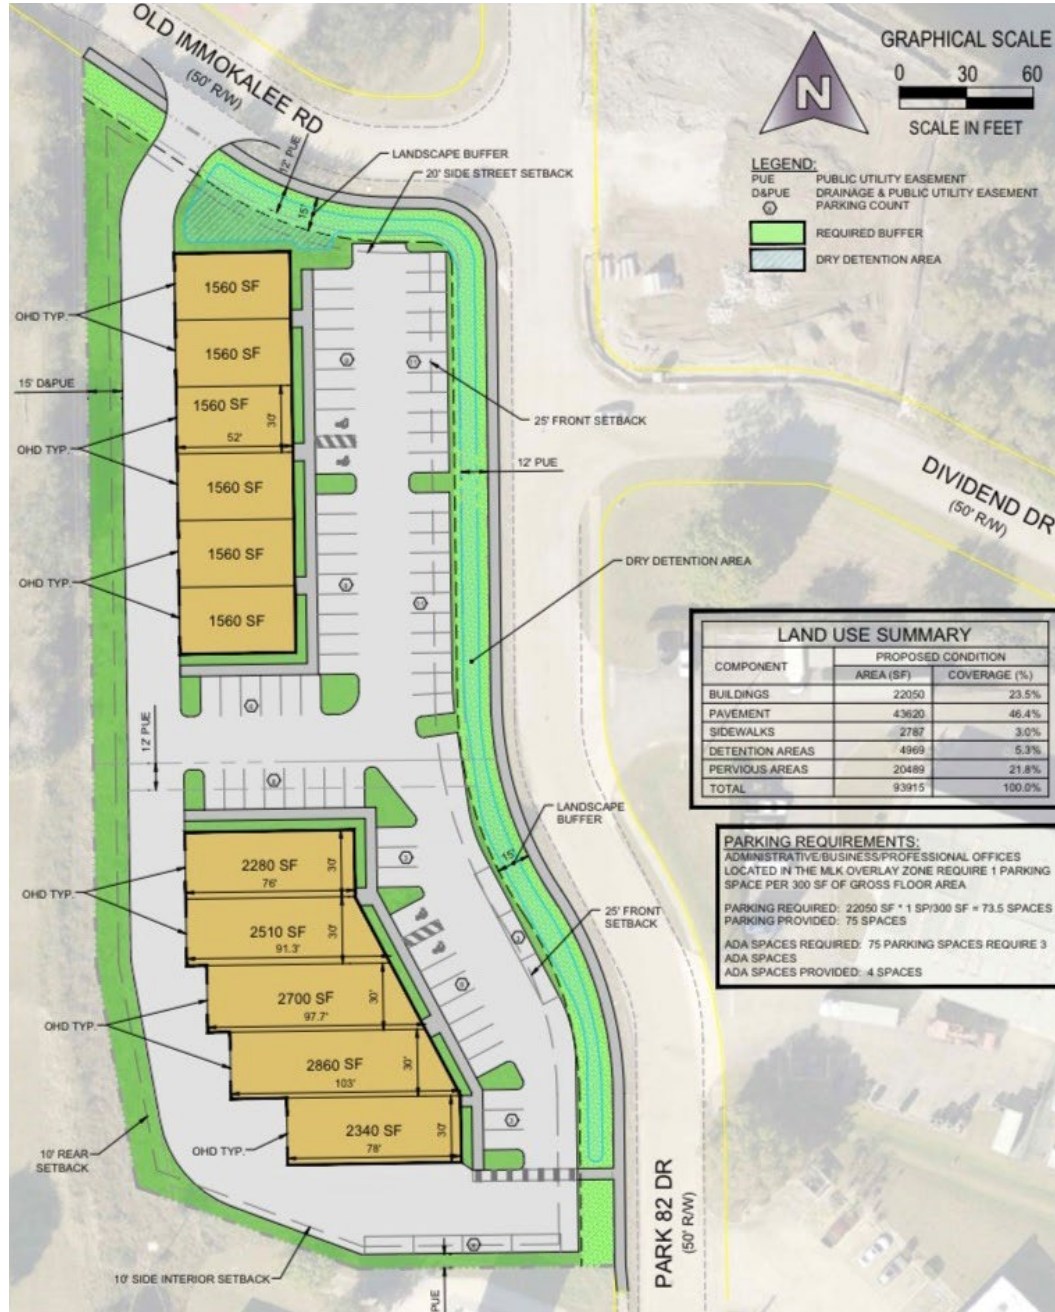 OLD IMMOKALEE RD
(50' R/W)
GRAPHICAL SCALE
0 30 60
SCALE IN FEET
N
LEGEND:
PUE PUBLIC UTILITY EASEMENT
D&PUE DRAINAGE & PUBLIC UTILITY EASEMENT
PARKING COUNT
REQUIRED BUFFER
DRY DETENTION AREA
12' PUE
LANDSCAPE BUFFER
20' SIDE STREET SETBACK
15'
1560 SF
OHD TYP.
1560 SF
15' D&PUE
1560 SF
30'
52'
25' FRONT SETBACK
OHD TYP.
12' PUE
1560 SF
DIVIDEND DR
(50' R/W)
1560 SF
DRY DETENTION AREA
OHD TYP.
1560 SF
LAND USE SUMMARY
COMPONENT PROPOSED CONDITION
AREA (SF) COVERAGE (%)
BUILDINGS 22050 23.5%
PAVEMENT 43620 46.4%
SIDEWALKS 2787 3.0%
DETENTION AREAS 4969 5.3%
PERVIOUS AREAS 20489 21.8%
TOTAL 93915 100.0%
12' PUE
LANDSCAPE
BUFFER
15'
PARKING REQUIREMENTS:
ADMINISTRATIVE/BUSINESS/PROFESSIONAL OFFICES
LOCATED IN THE MLK OVERLAY ZONE REQUIRE 1 PARKING
SPACE PER 300 SF OF GROSS FLOOR AREA
PARKING REQUIRED: 22050 SF * 1 SP/300 SF = 73.5 SPACES
PARKING PROVIDED: 75 SPACES
ADA SPACES REQUIRED: 75 PARKING SPACES REQUIRE 3
ADA SPACES
ADA SPACES PROVIDED: 4 SPACES
2280 SF
30'
76'
OHD TYP.
2510 SF
30'
91.3'
25' FRONT
SETBACK
2700 SF
30'
97.7'
OHD TYP.
2860 SF
30'
103'
2340 SF
30'
78'
OHD TYP.
10' REAR
SETBACK
PARK 82 DR
(50' R/W)
10' SIDE INTERIOR SETBACK
PUE